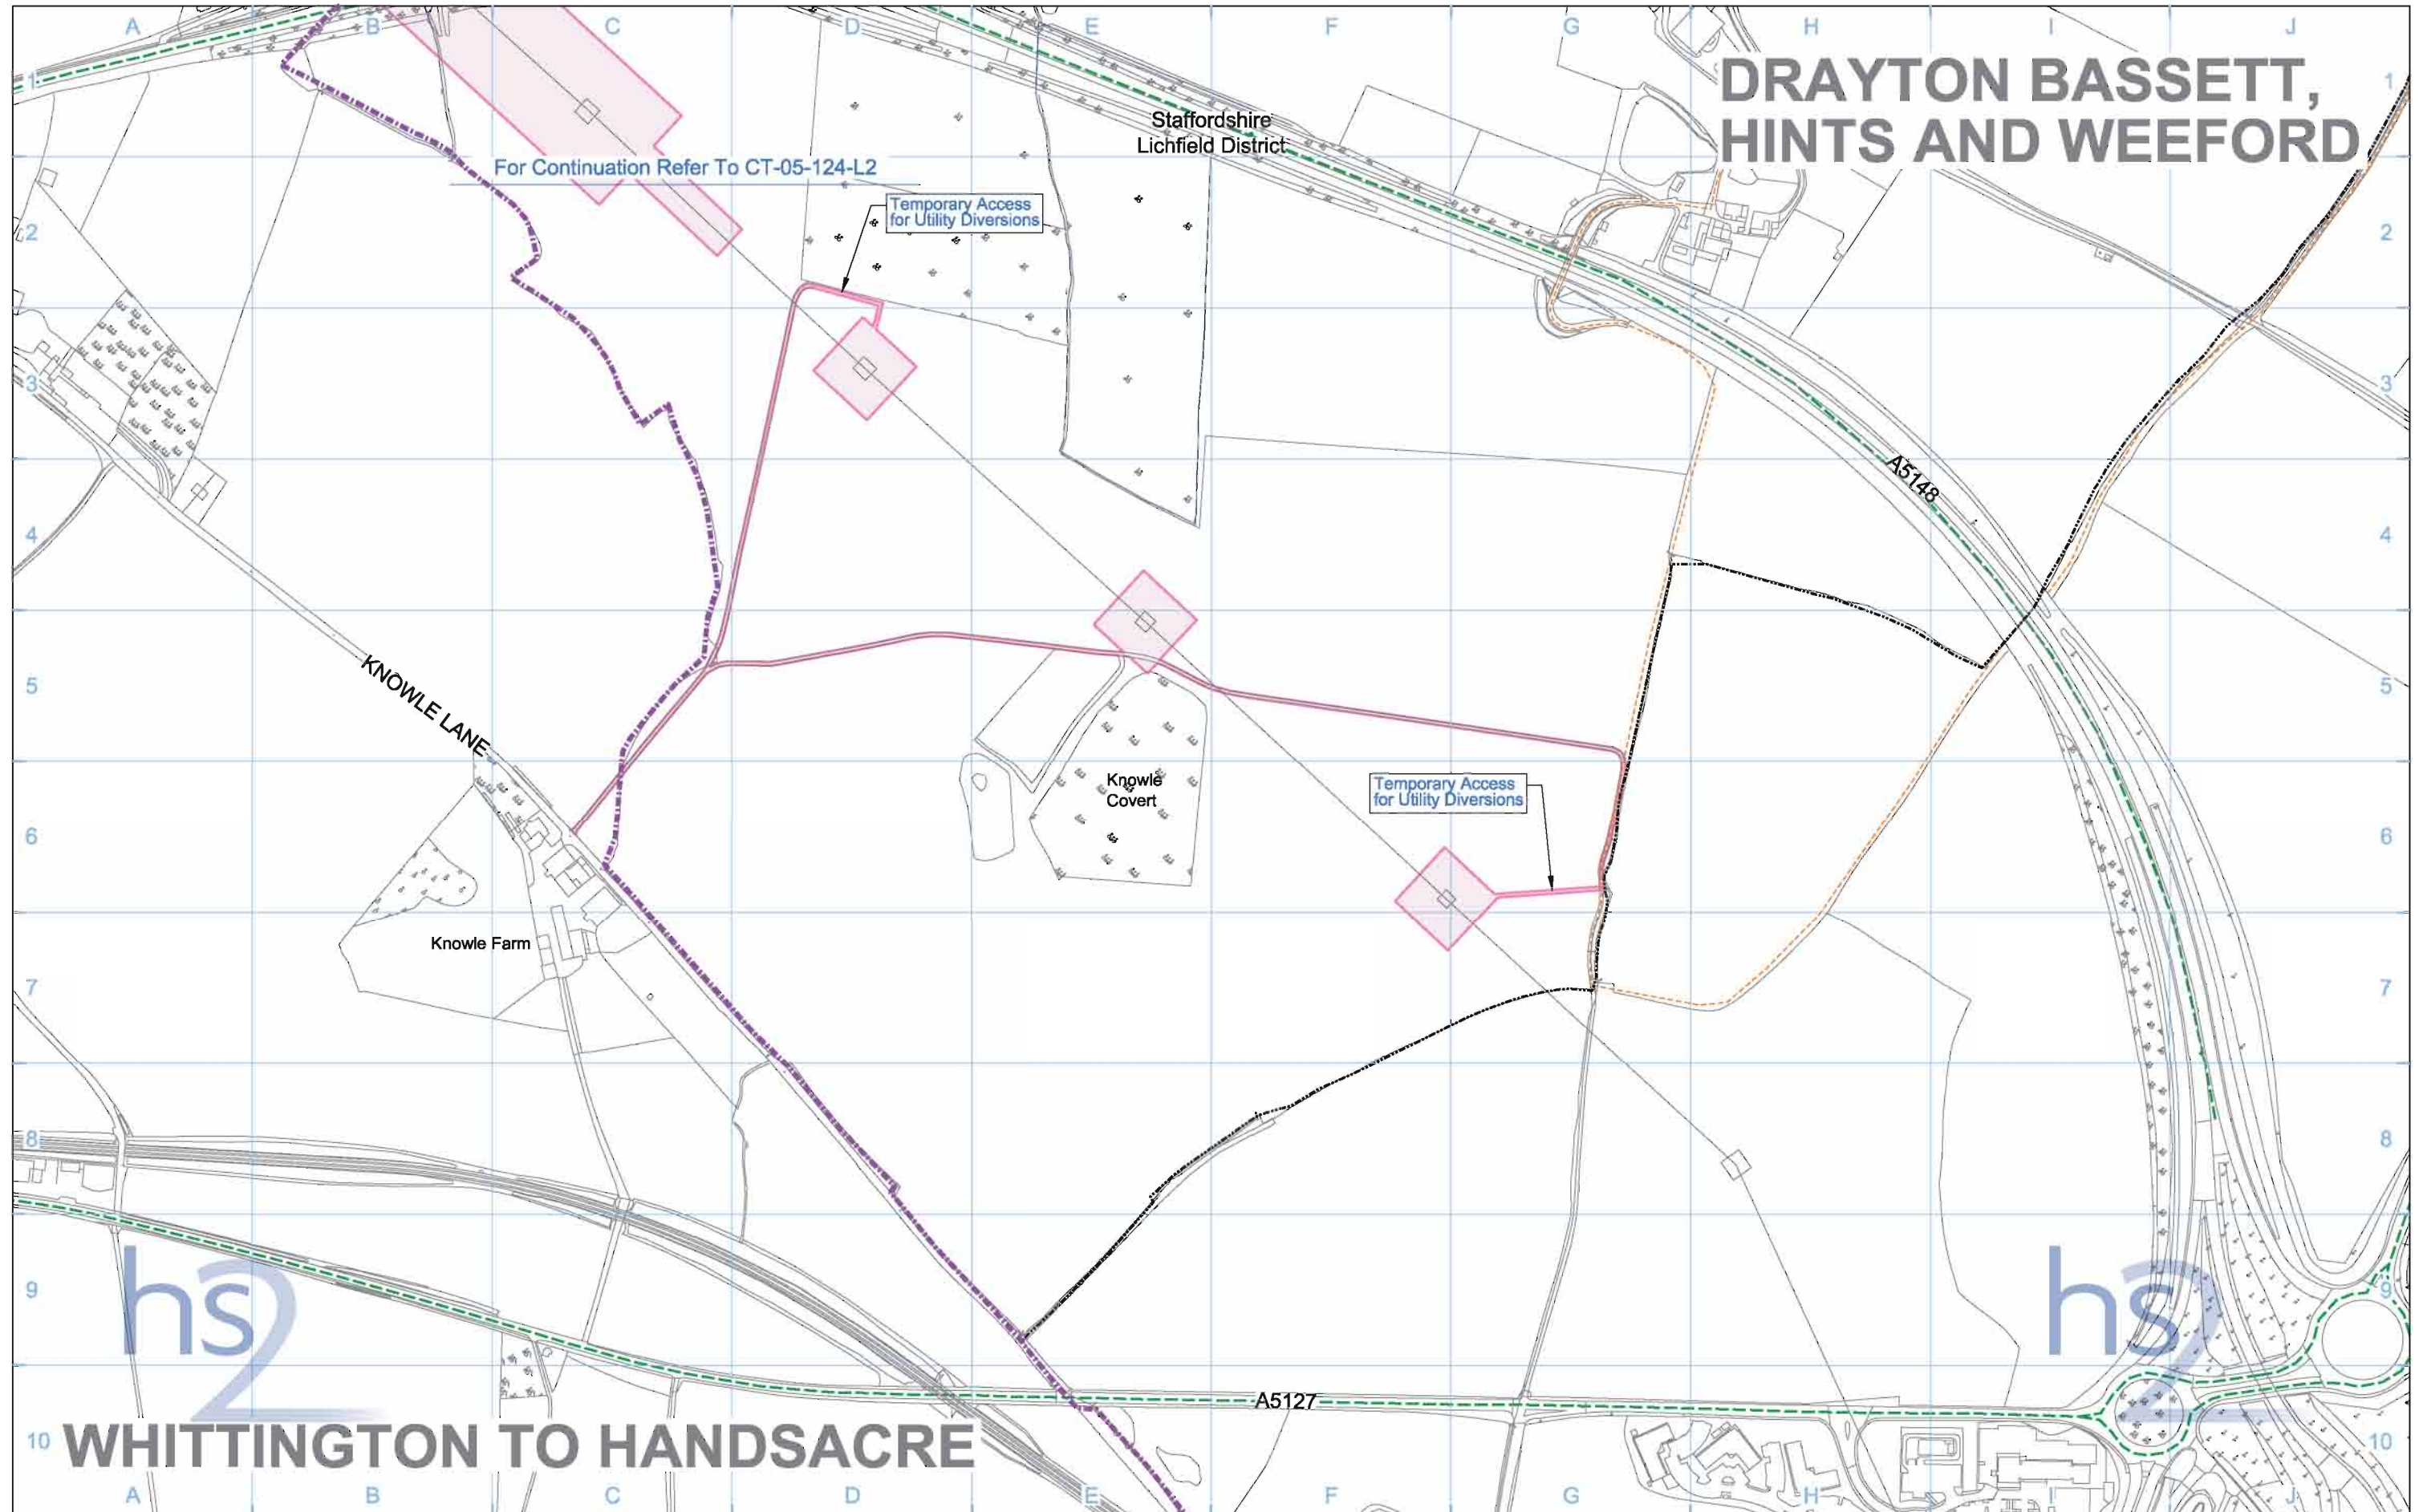 A B C D E F G H I J
1 1
DRAYTON BASSETT,
HINTS AND WEEFORD
Staffordshire
Lichfield District
For Continuation Refer To CT-05-124-L2
Temporary Access
for Utility Diversions
2 2
3 3
A5148
4 4
KNOWLE LANE
5 5
Knowle
Covert
Temporary Access
for Utility Diversions
6 6
Knowle Farm
7 7
8 8
9 9
hs2
hs2
A5127
WHITTINGTON TO HANDSACRE
10 10
A B C D E F G H I J